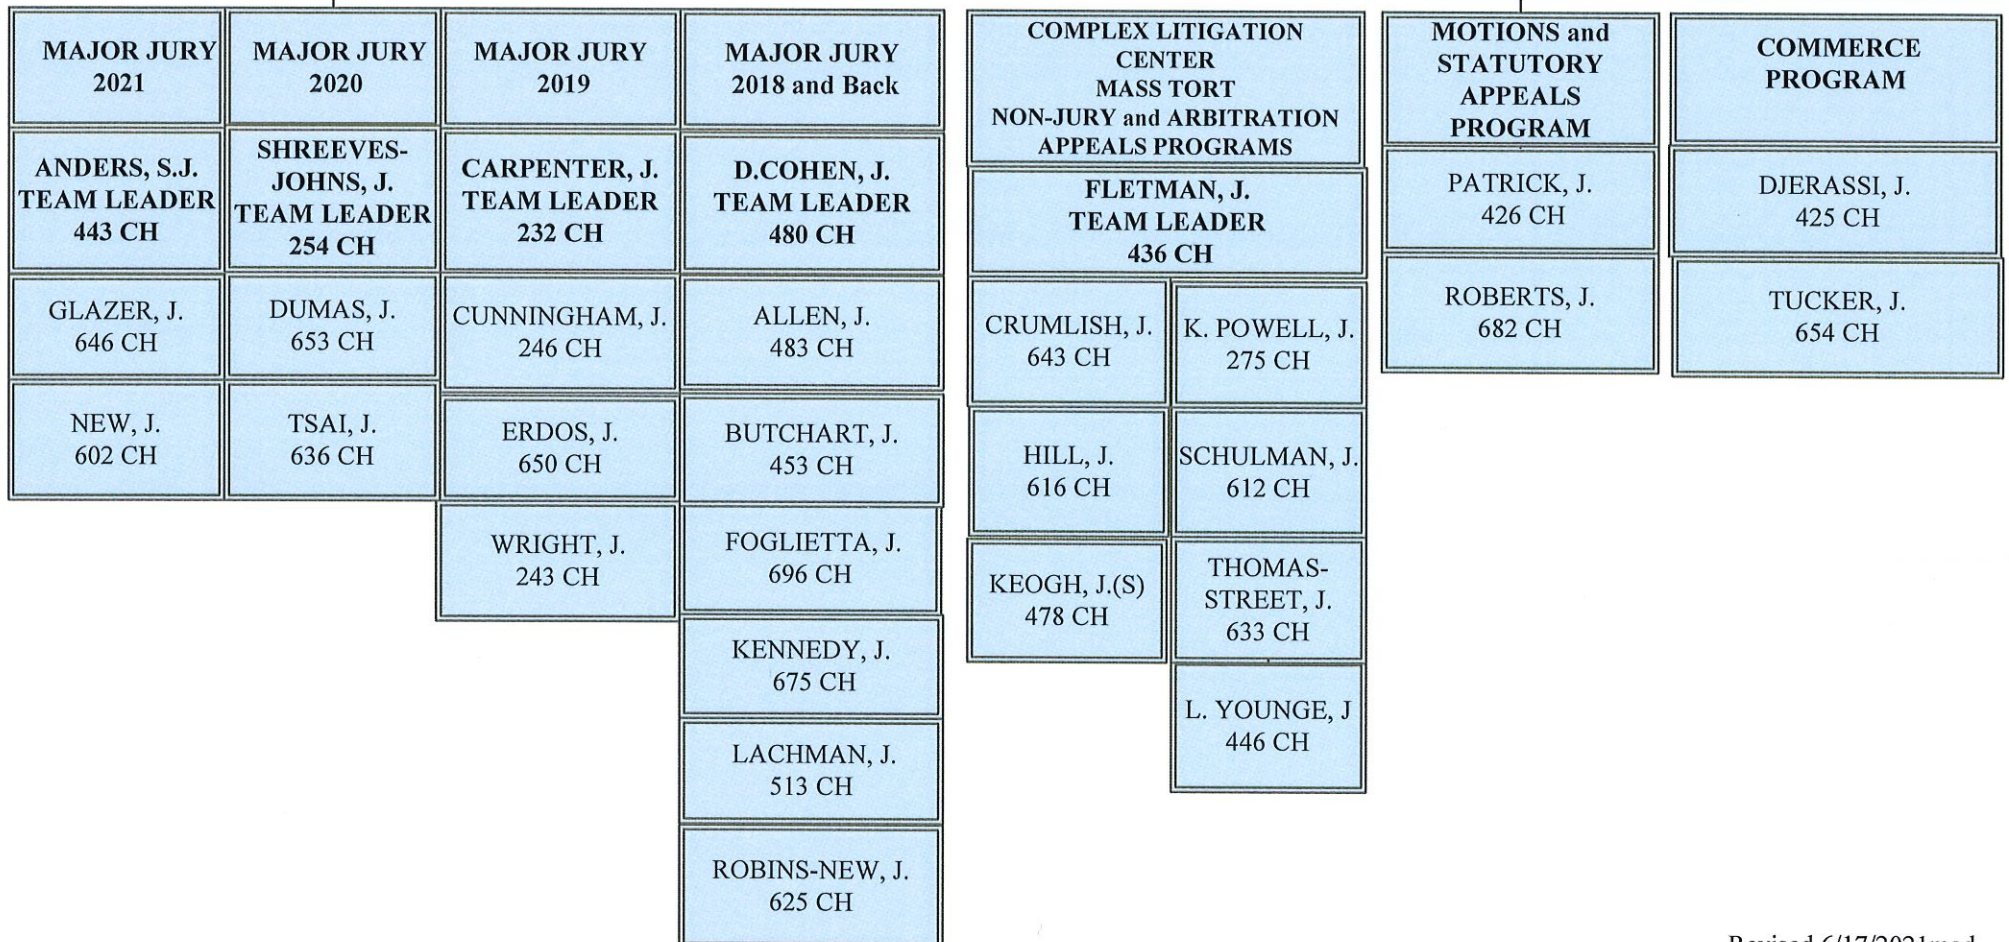 MAJOR JURY
2021
ANDERS, S.J.
TEAM LEADER
443 CH
GLAZER, J.
646 CH
NEW, J.
602 CH
MAJOR JURY
2020
SHREEVES-
JOHNS, J.
TEAM LEADER
254 CH
DUMAS, J.
653 CH
TSAI, J.
636 CH
MAJOR JURY
2019
CARPENTER, J.
TEAM LEADER
232 CH
CUNNINGHAM, J.
246 CH
ERDOS, J.
650 CH
WRIGHT, J.
243 CH
MAJOR JURY
2018 and Back
D.COHEN, J.
TEAM LEADER
480 CH
ALLEN, J.
483 CH
BUTCHART, J.
453 CH
FOGLIETTA, J.
696 CH
KENNEDY, J.
675 CH
LACHMAN, J.
513 CH
ROBINS-NEW, J.
625 CH
COMPLEX LITIGATION
CENTER
MASS TORT
NON-JURY and ARBITRATION
APPEALS PROGRAMS
FLETMAN, J.
TEAM LEADER
436 CH
CRUMLISH, J.
643 CH
HILL, J.
616 CH
KEOGH, J.(S)
478 CH
K. POWELL, J.
275 CH
SCHULMAN, J.
612 CH
THOMAS-
STREET, J.
633 CH
L. YOUNGE, J
446 CH
MOTIONS and
STATUTORY
APPEALS
PROGRAM
PATRICK, J.
426 CH
ROBERTS, J.
682 CH
COMMERCE
PROGRAM
DJERASSI, J.
425 CH
TUCKER, J.
654 CH
Revised 6/17/2021mod